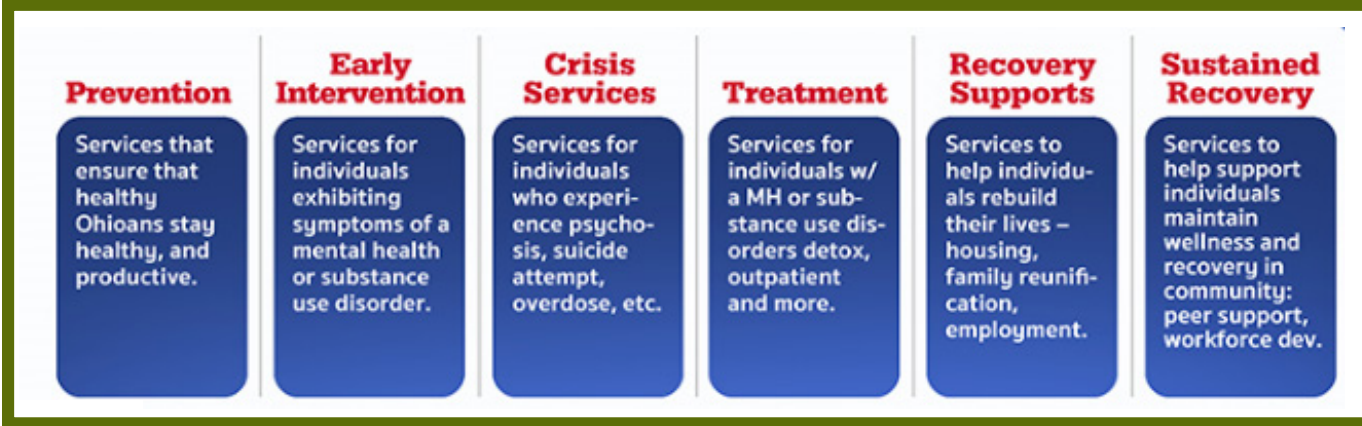 Prevention
Services that
ensure that
healthy
Ohioans stay
healthy, and
productive.
Early
Intervention
Services for
individuals
exhibiting
symptoms of a
mental health
or substance
use disorder.
Crisis
Services
Services for
individuals
who experi-
ence psycho-
sis, suicide
attempt,
overdose, etc.
Treatment
Services for
individuals w/
a MH or sub-
stance use dis-
orders detox,
outpatient
and more.
Recovery
Supports
Services to
help individu-
als rebuild
their lives –
housing,
family reunifi-
cation,
employment.
Sustained
Recovery
Services to
help support
individuals
maintain
wellness and
recovery in
community:
peer support,
workforce dev.